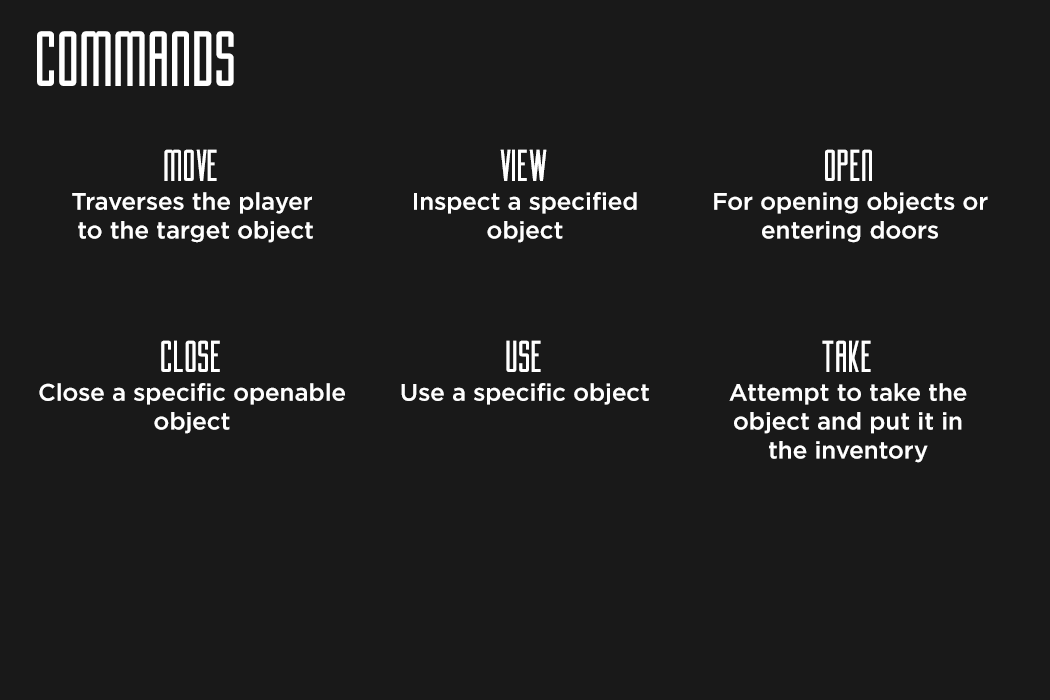 COMMANDS
MOVE
Traverses the player
to the target object
VIEW
Inspect a specified
object
OPEN
For opening objects or
entering doors
CLOSE
Close a specific openable
object
USE
Use a specific object
TAKE
Attempt to take the
object and put it in
the inventory